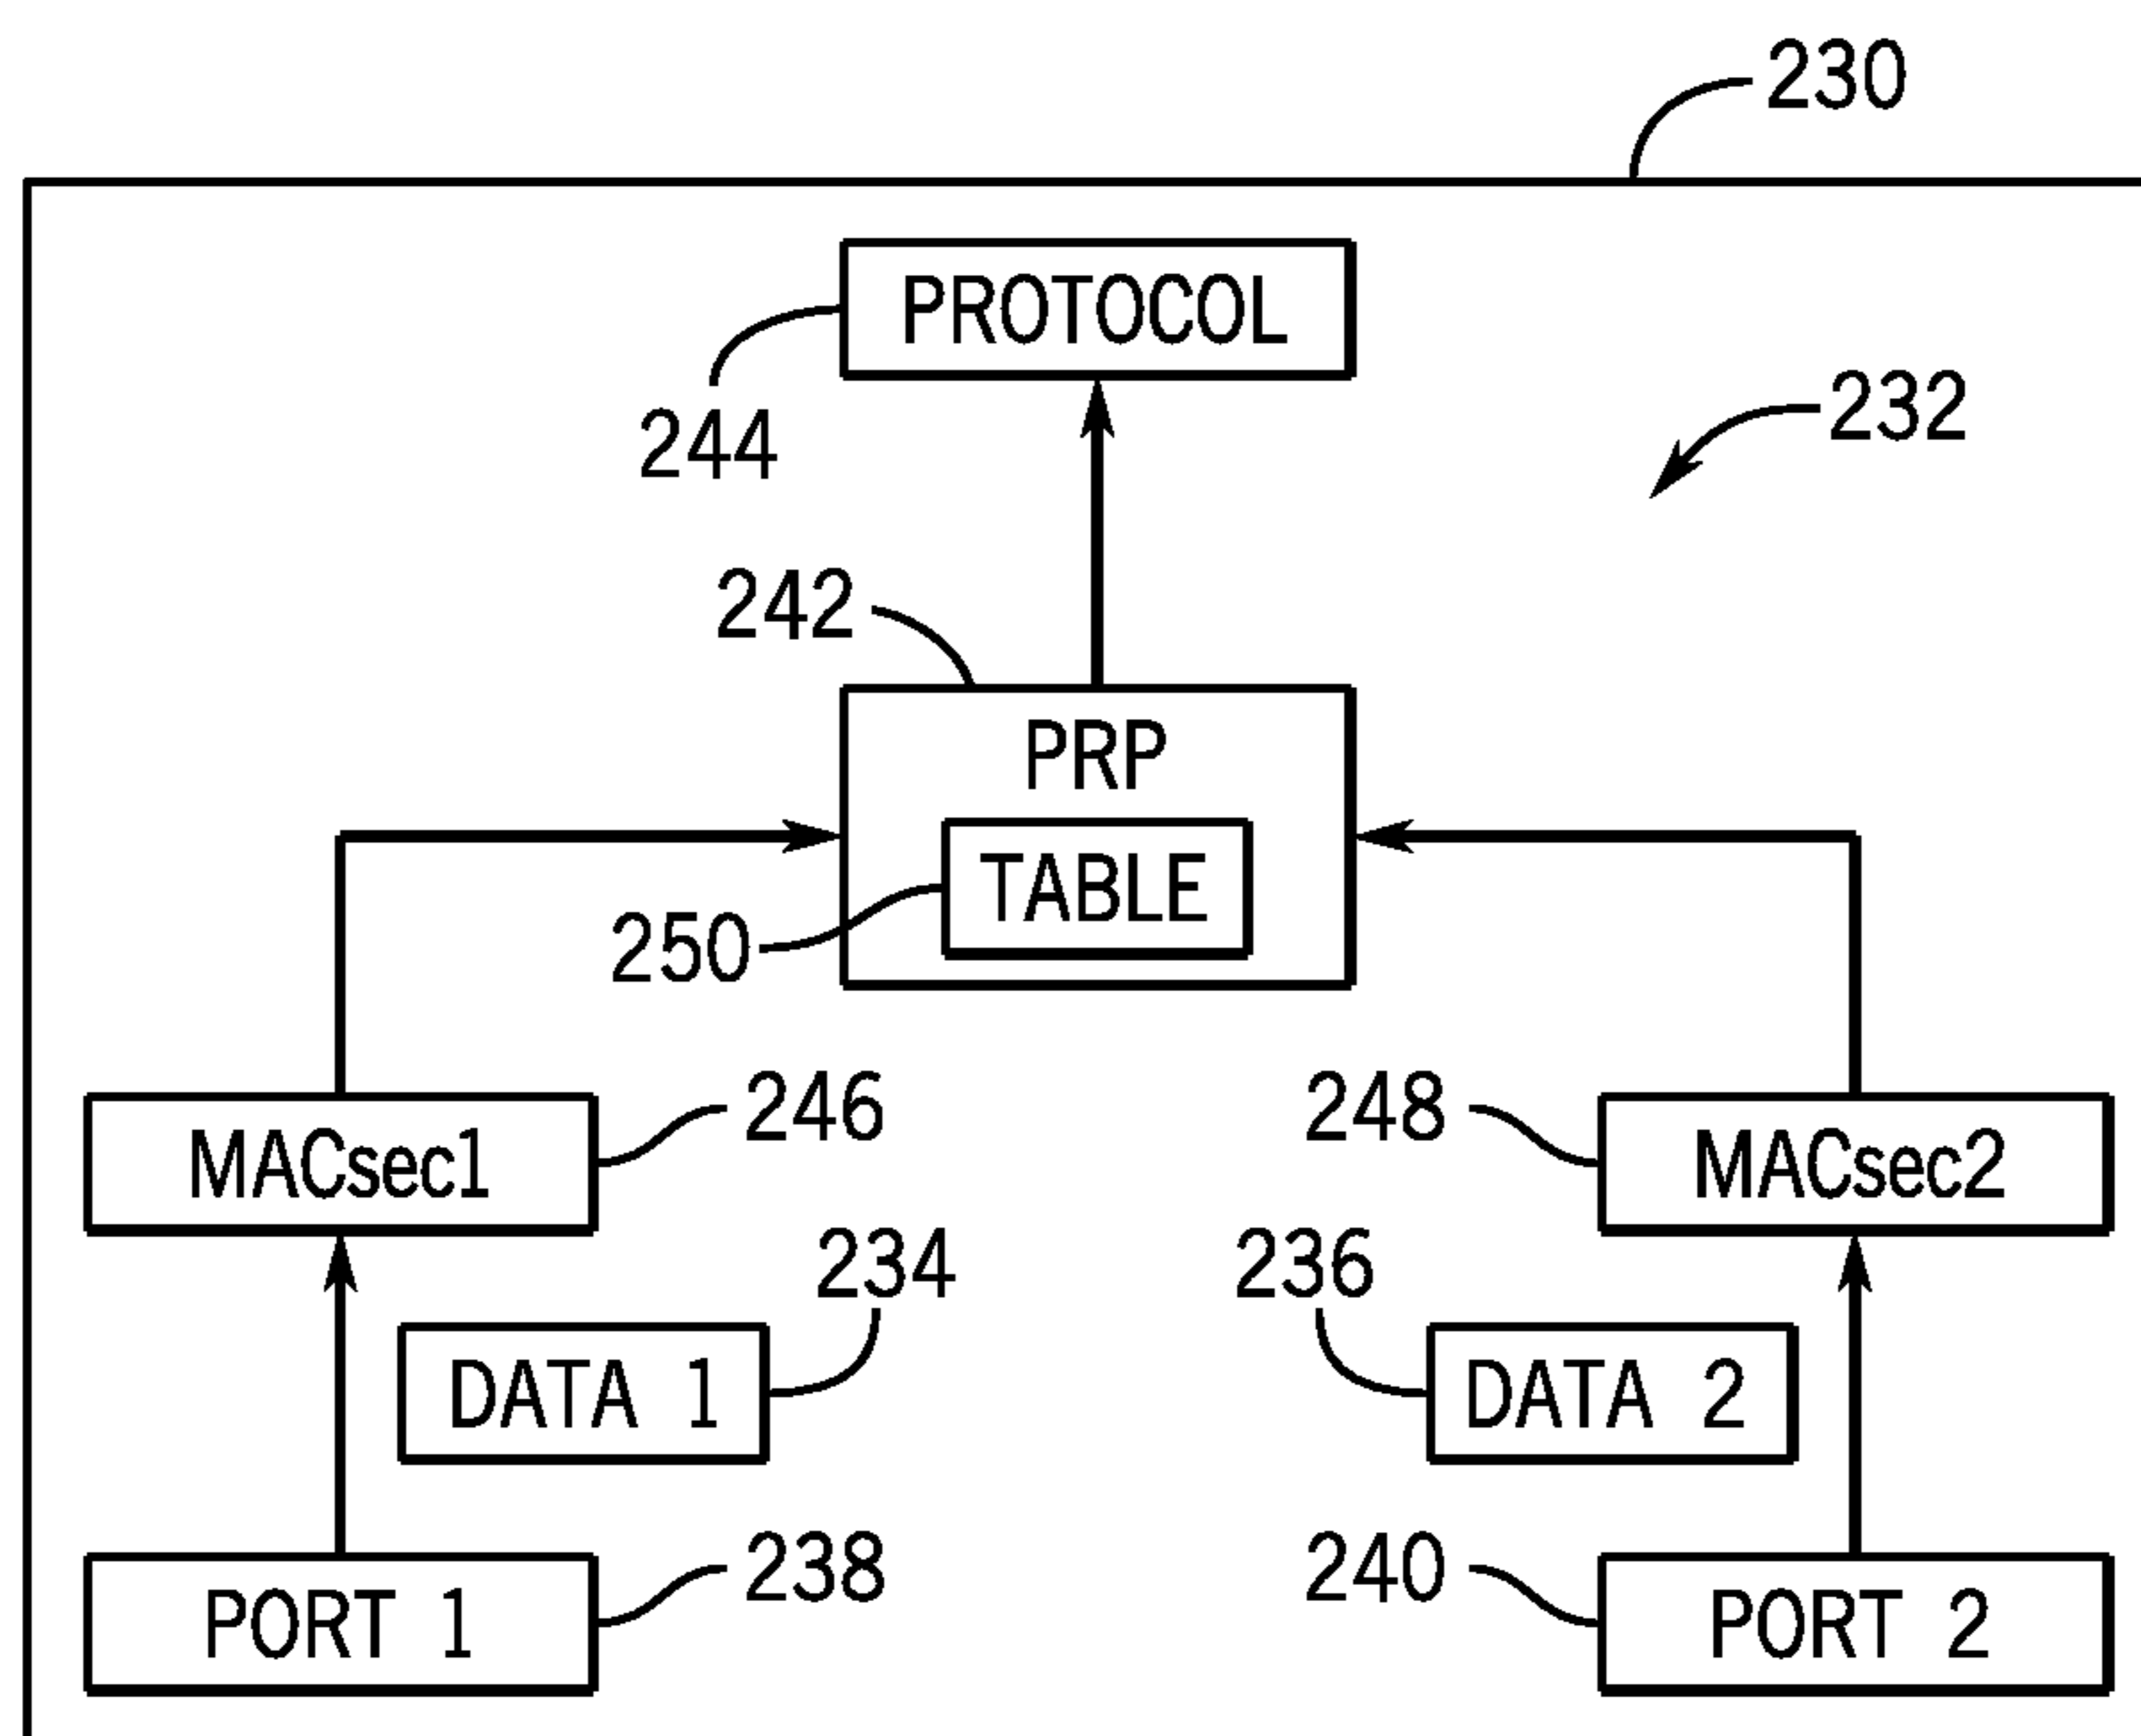 230
PROTOCOL
244
232
242
PRP
TABLE
250
246
248
MACsec1
MACsec2
234
236
DATA 1
DATA 2
238
240
PORT 1
PORT 2